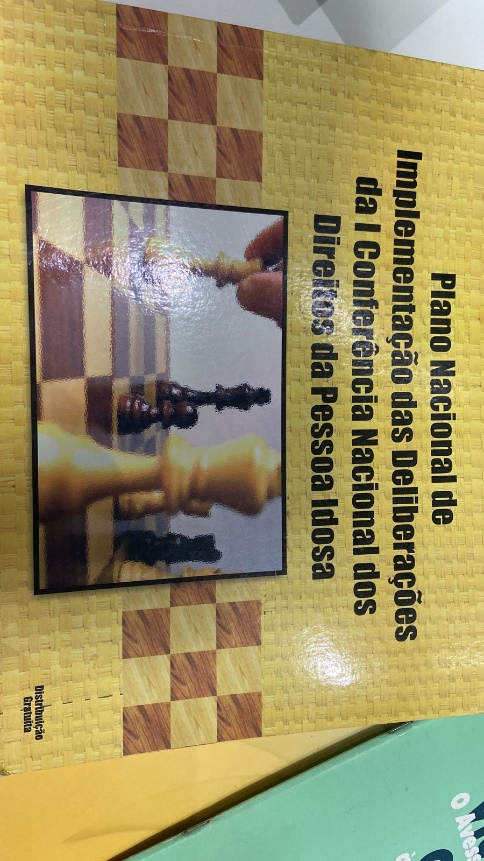 Plano Nacional de
Implementação das Deliberações
da I Conferência Nacional dos
Direitos da Pessoa Idosa
Distribuição
Gratuita